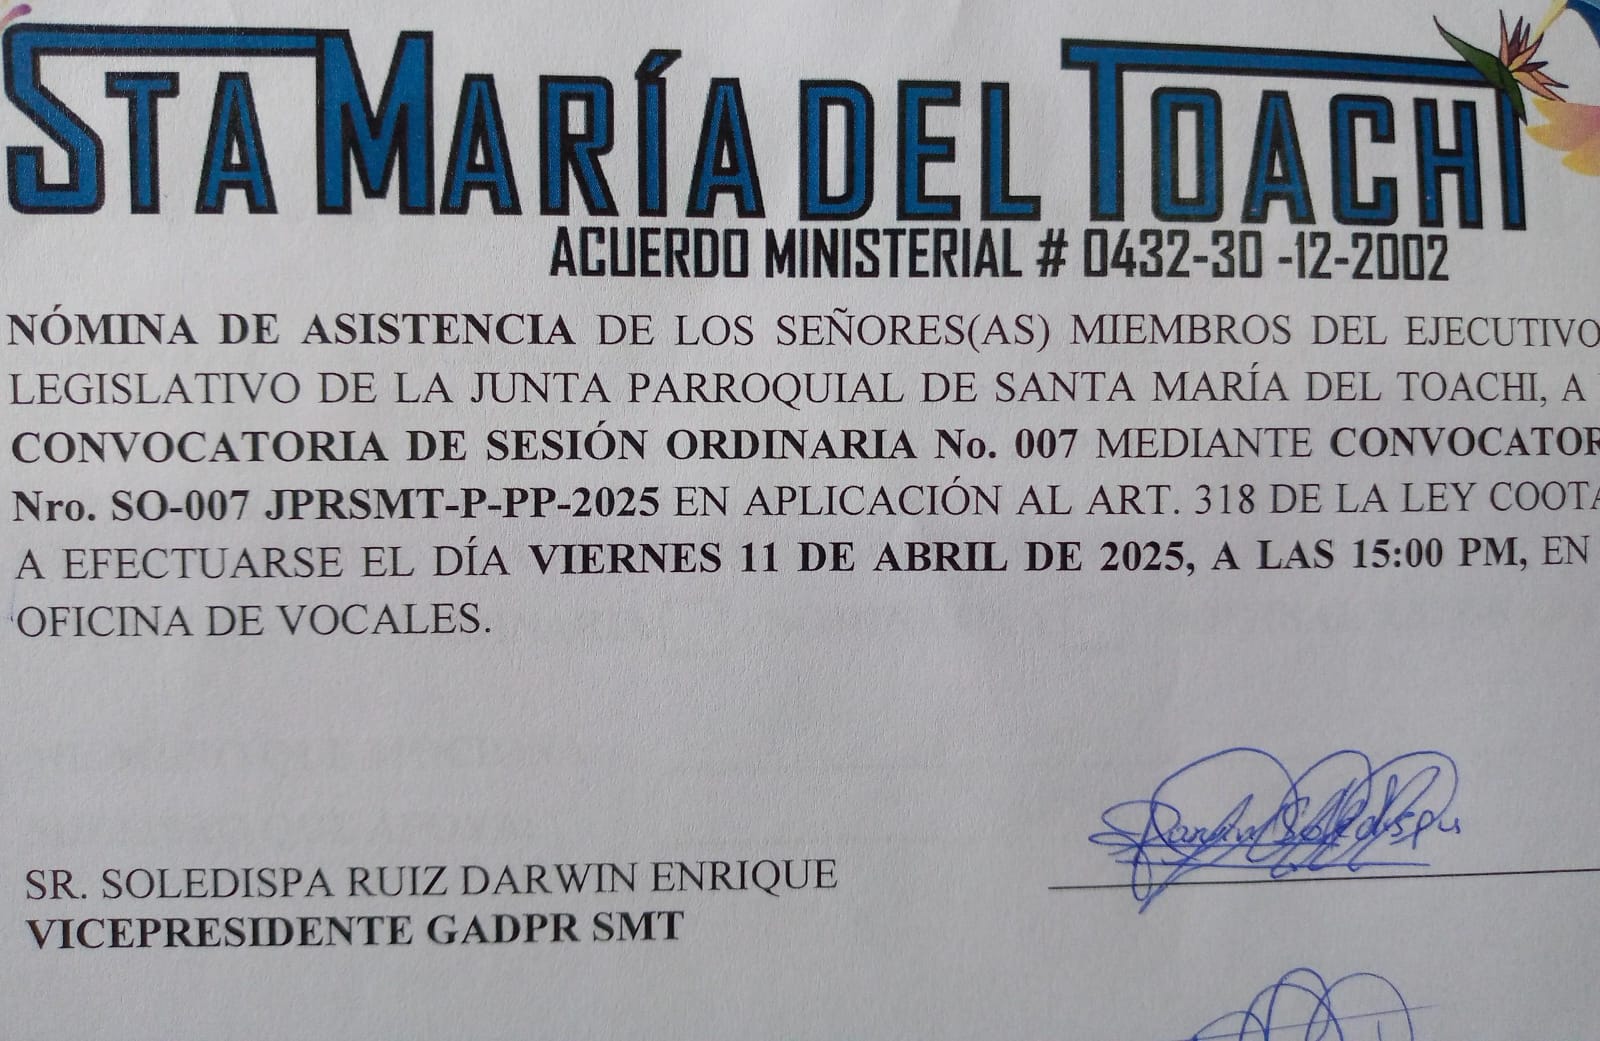 STA MARÍA DEL TOACHI
ACUERDO MINISTERIAL # 0432-30 -12-2002
NÓMINA DE ASISTENCIA DE LOS SEÑORES(AS) MIEMBROS DEL EJECUTIVO
LEGISLATIVO DE LA JUNTA PARROQUIAL DE SANTA MARÍA DEL TOACHI, A
CONVOCATORIA DE SESIÓN ORDINARIA No. 007 MEDIANTE CONVOCATOR
Nro. SO-007 JPRSMT-P-PP-2025 EN APLICACIÓN AL ART. 318 DE LA LEY COOTA
A EFECTUARSE EL DÍA VIERNES 11 DE ABRIL DE 2025, A LAS 15:00 PM, EN
OFICINA DE VOCALES.
SR. SOLEDISPA RUIZ DARWIN ENRIQUE
VICEPRESIDENTE GADPR SMT